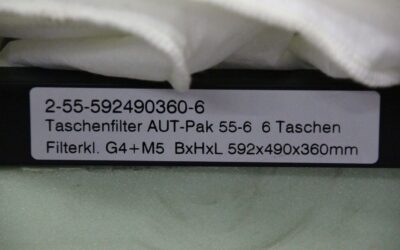 2-55-592490360-6
Taschenfilter AUT-Pak 55-6 6 Taschen
Filterkl. G4+M5 BxHxL 592x490x360mm